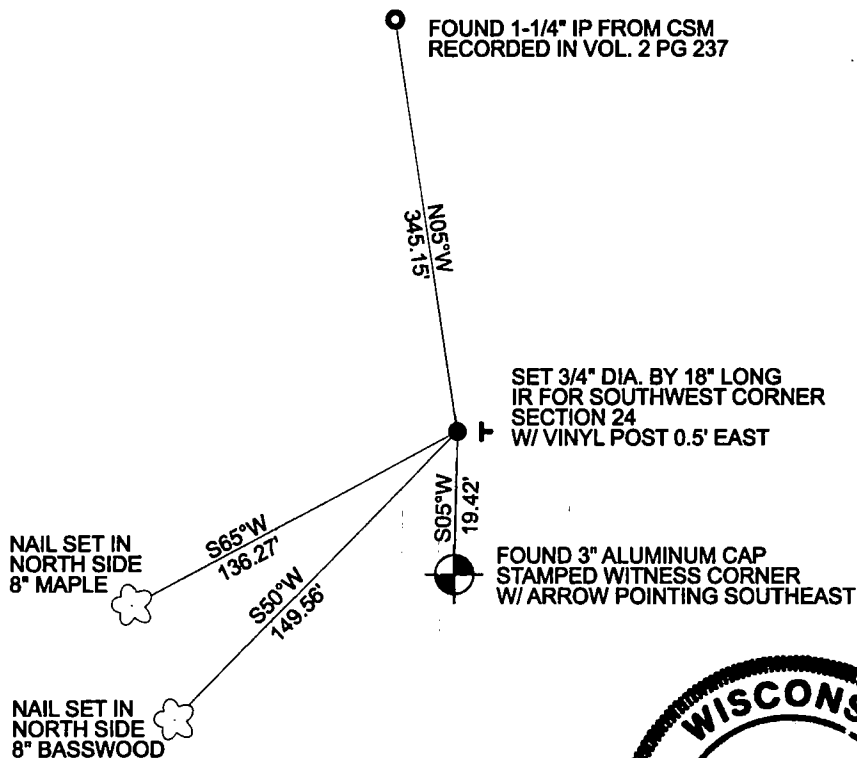 FOUND 1-1/4" IP FROM CSM
RECORDED IN VOL. 2 PG 237
N05°W
345.15'
SET 3/4" DIA. BY 18" LONG
IR FOR SOUTHWEST CORNER
SECTION 24
W/ VINYL POST 0.5' EAST
S05°W
19.42'
S65°W
136.27'
NAIL SET IN
NORTH SIDE
8" MAPLE
FOUND 3" ALUMINUM CAP
STAMPED WITNESS CORNER
W/ ARROW POINTING SOUTHEAST
S50°W
149.56'
NAIL SET IN
NORTH SIDE
8" BASSWOOD
WISCONS